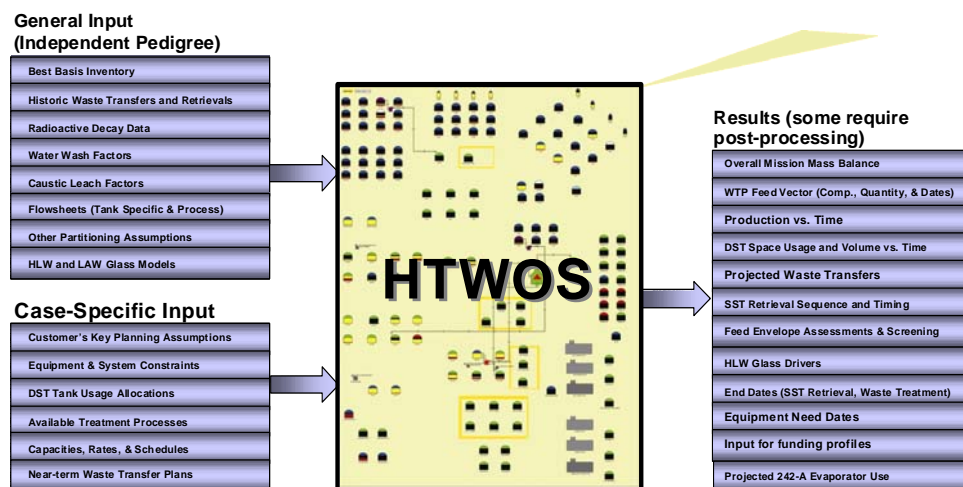 General Input
(Independent Pedigree)
Best Basis Inventory
Historic Waste Transfers and Retrievals
Radioactive Decay Data
Water Wash Factors
Caustic Leach Factors
Flowsheets (Tank Specific & Process)
Other Partitioning Assumptions
HLW and LAW Glass Models
Case-Specific Input
Customer's Key Planning Assumptions
Equipment & System Constraints
DST Tank Usage Allocations
Available Treatment Processes
Capacities, Rates, & Schedules
Near-term Waste Transfer Plans
HTWOS
Results (some require
post-processing)
Overall Mission Mass Balance
WTP Feed Vector (Comp., Quantity, & Dates)
Production vs. Time
DST Space Usage and Volume vs. Time
Projected Waste Transfers
SST Retrieval Sequence and Timing
Feed Envelope Assessments & Screening
HLW Glass Drivers
End Dates (SST Retrieval, Waste Treatment)
Equipment Need Dates
Input for funding profiles
Projected 242-A Evaporator Use